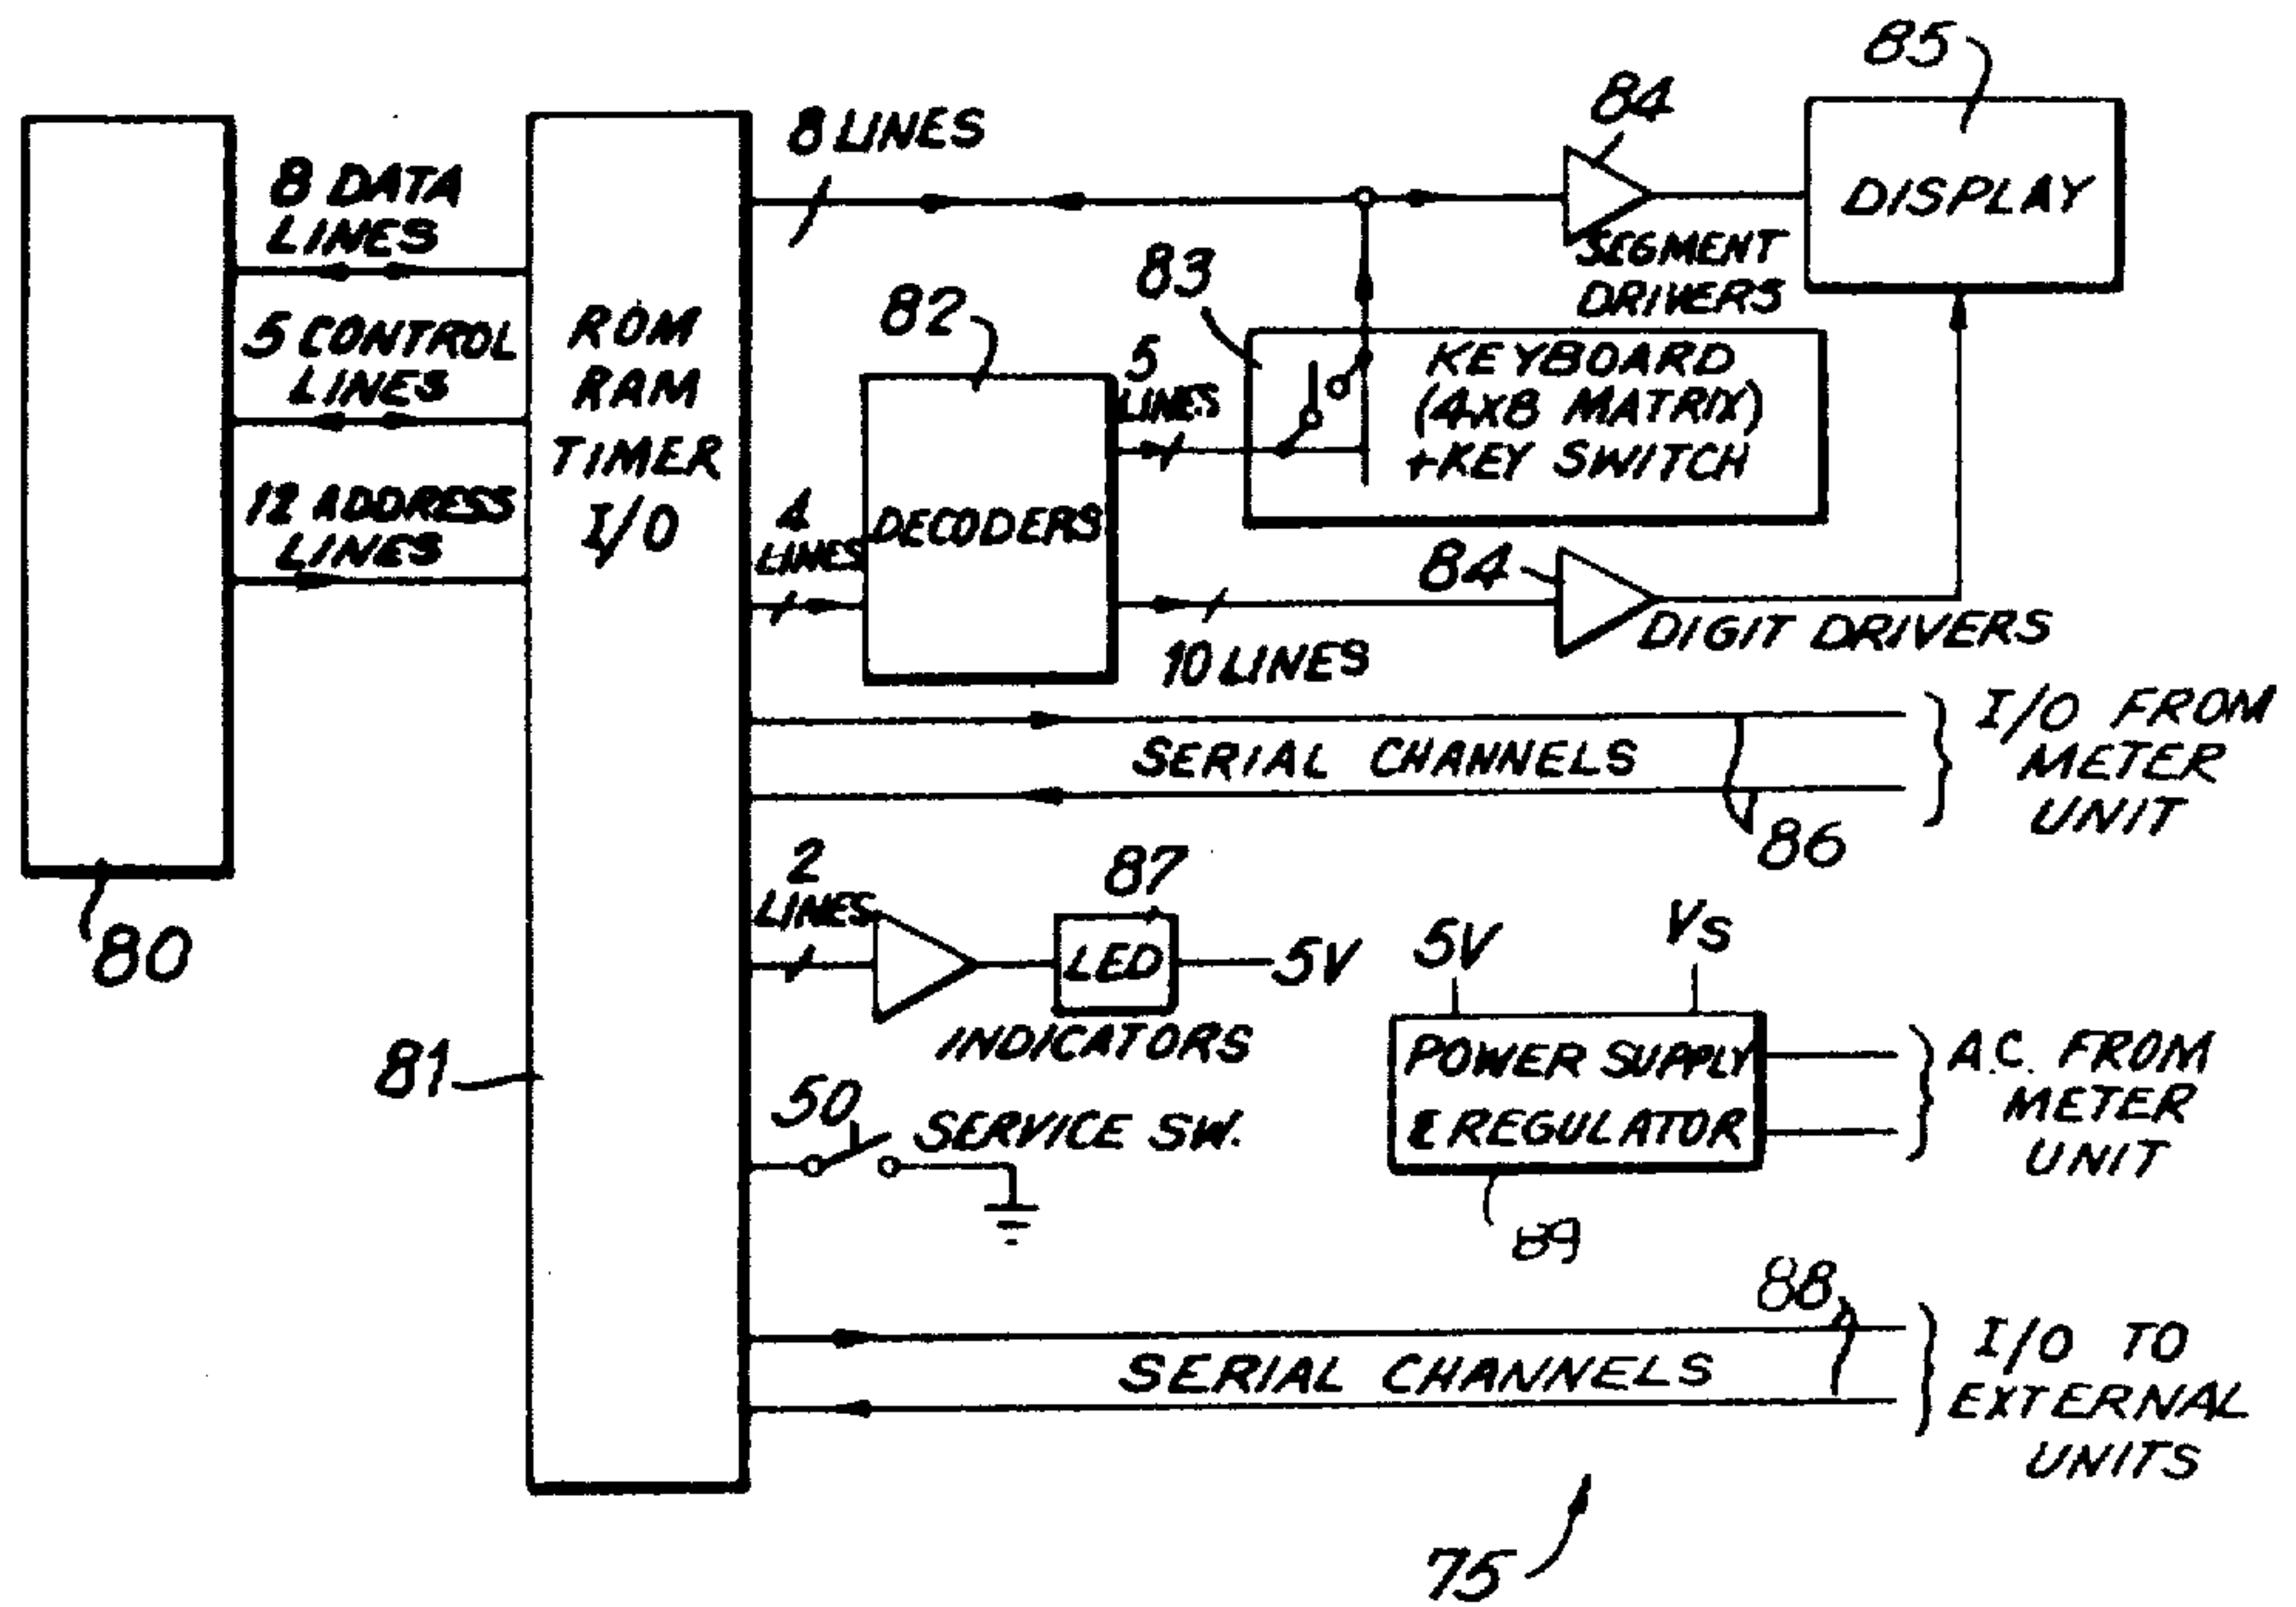 85
84
8 LINES
8 DATA
LINES
DISPLAY
SEGMENT
DRIVERS
83
82
5 CONTROL
LINES
ROM
RAM
TIMER
I/O
5
LINES
KEYBOARD
(4X8 MATRIX)
+KEY SWITCH
12 ADDRESS
LINES
4
LINES
DECODERS
84
DIGIT DRIVERS
10 LINES
I/O FROM
METER
UNIT
SERIAL CHANNELS
86
2
LINES
87
LED
5V
INDICATORS
80
5V
Vs
POWER SUPPLY
& REGULATOR
A.C. FROM
METER
UNIT
81
50
SERVICE SW.
89
88
SERIAL CHANNELS
I/O TO
EXTERNAL
UNITS
75